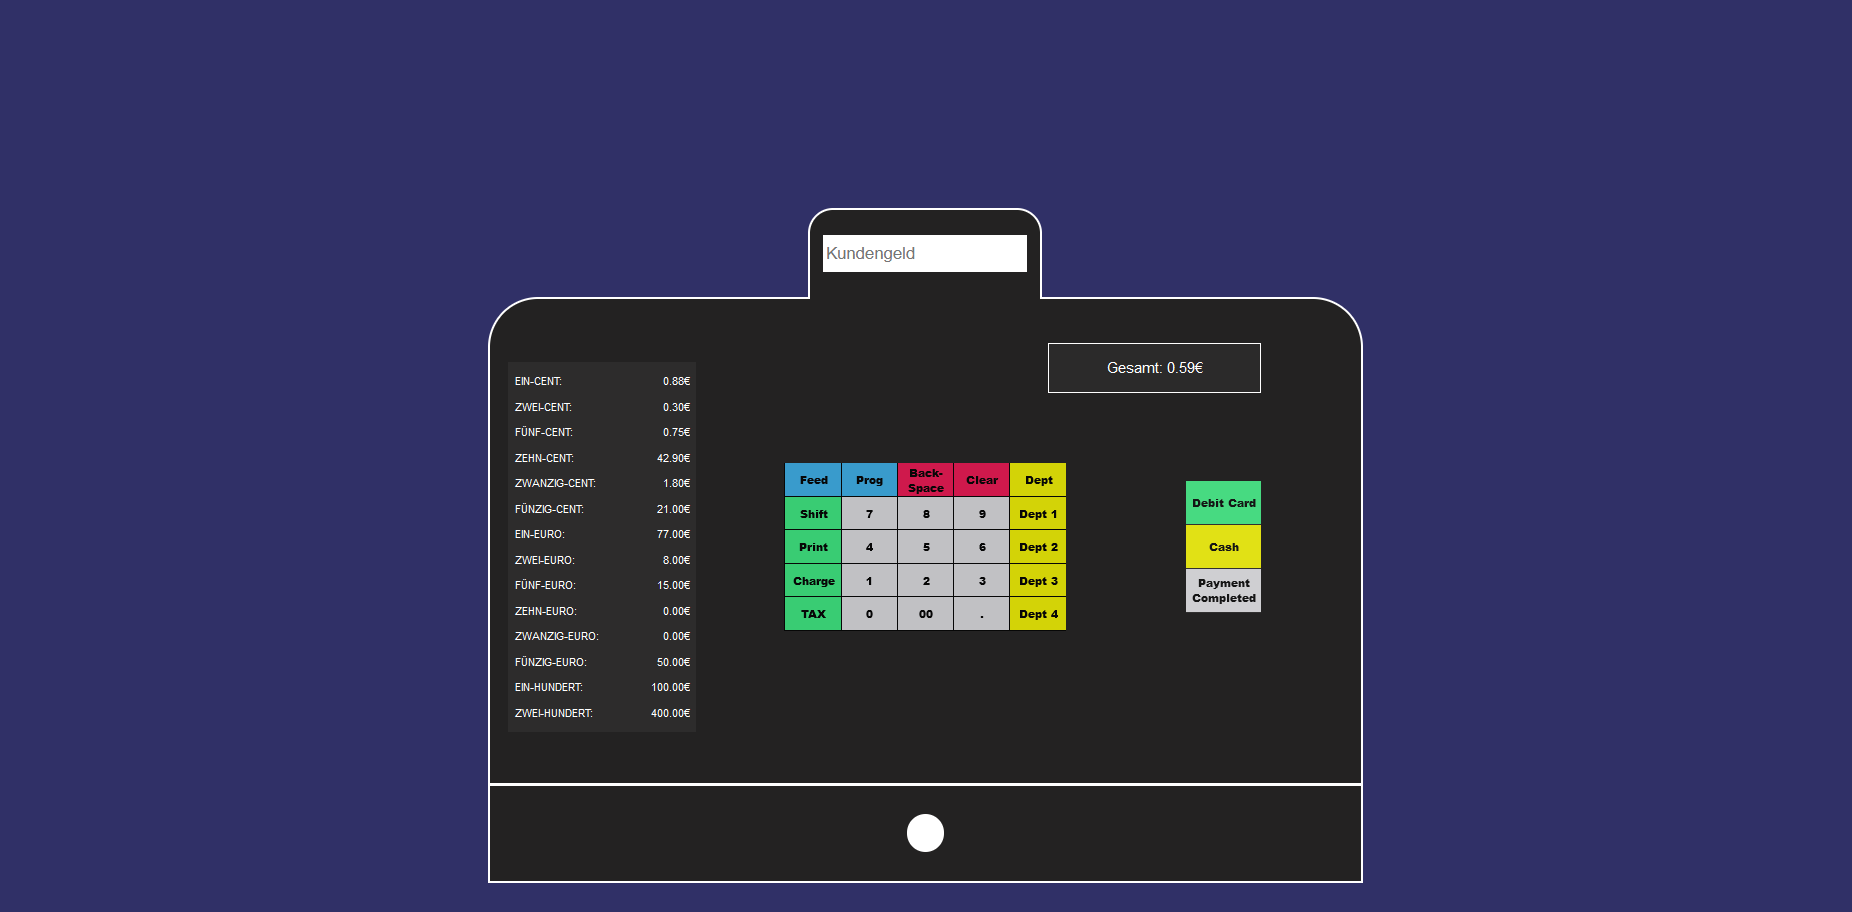 Kundengeld
Gesamt: 0.59€
EIN-CENT: 0.88€
ZWEI-CENT: 0.30€
FÜNF-CENT: 0.75€
ZEHN-CENT: 42.90€
ZWANZIG-CENT: 1.80€
FÜNZIG-CENT: 21.00€
EIN-EURO: 77.00€
ZWEI-EURO: 8.00€
FÜNF-EURO: 15.00€
ZEHN-EURO: 0.00€
ZWANZIG-EURO: 0.00€
FÜNZIG-EURO: 50.00€
EIN-HUNDERT: 100.00€
ZWEI-HUNDERT: 400.00€
Feed Prog Back-
Space Clear Dept
Shift 7 8 9 Dept 1
Print 4 5 6 Dept 2
Charge 1 2 3 Dept 3
TAX 0 00 . Dept 4
Debit Card
Cash
Payment
Completed